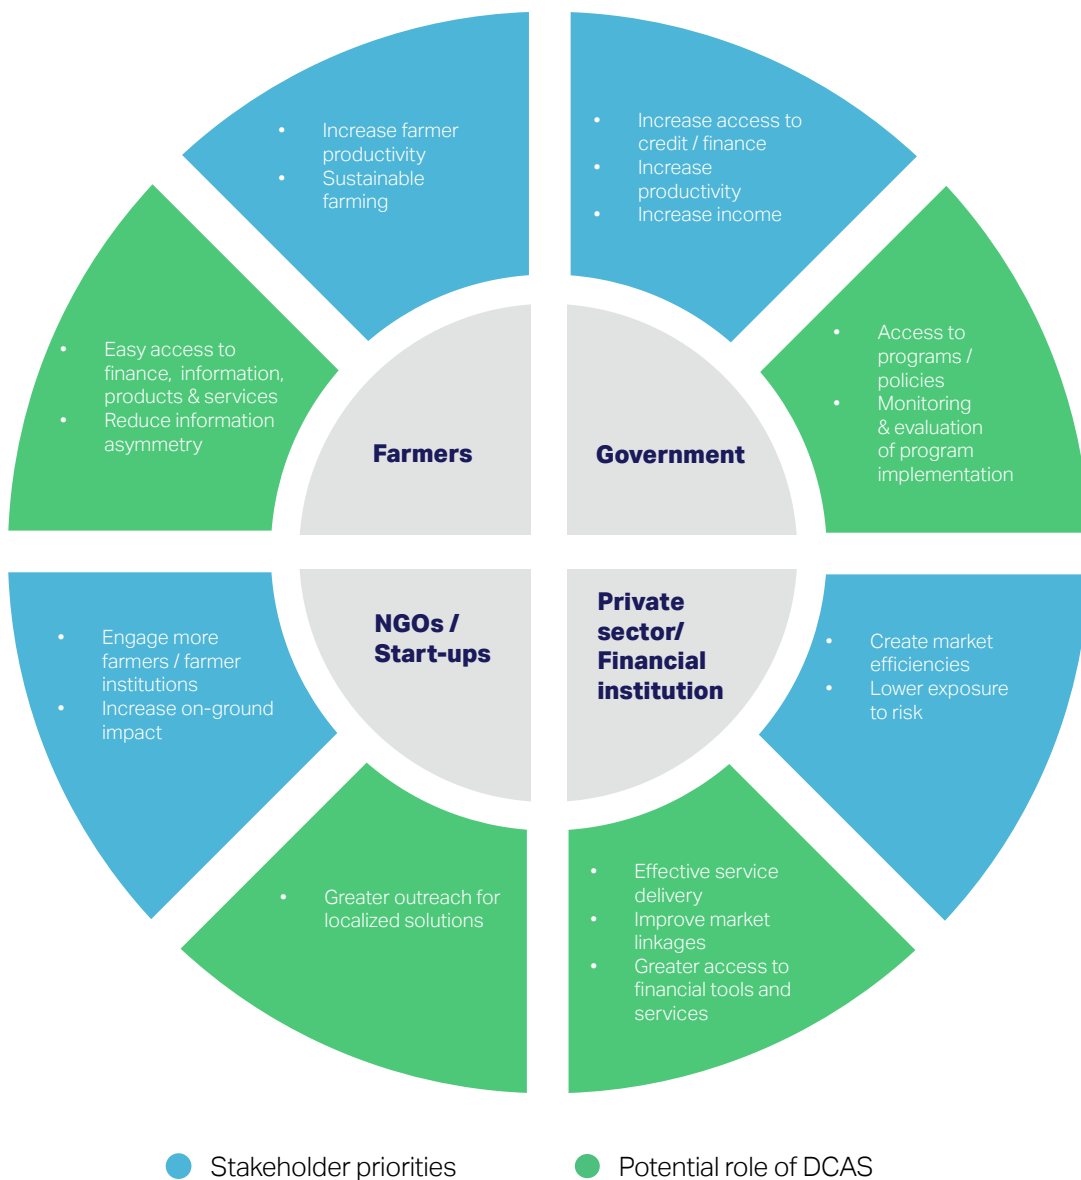 • Increase farmer
productivity
• Sustainable
farming
• Increase access to
credit / finance
• Increase
productivity
• Increase income
• Easy access to
finance, information,
products & services
• Reduce information
asymmetry
• Access to
programs /
policies
• Monitoring
& evaluation
of program
implementation
Farmers
Government
NGOs /
Start-ups
Private
sector/
Financial
institution
• Engage more
farmers / farmer
institutions
• Increase on-ground
impact
• Create market
efficiencies
• Lower exposure
to risk
• Greater outreach for
localized solutions
• Effective service
delivery
• Improve market
linkages
• Greater access to
financial tools and
services
Stakeholder priorities
Potential role of DCAS